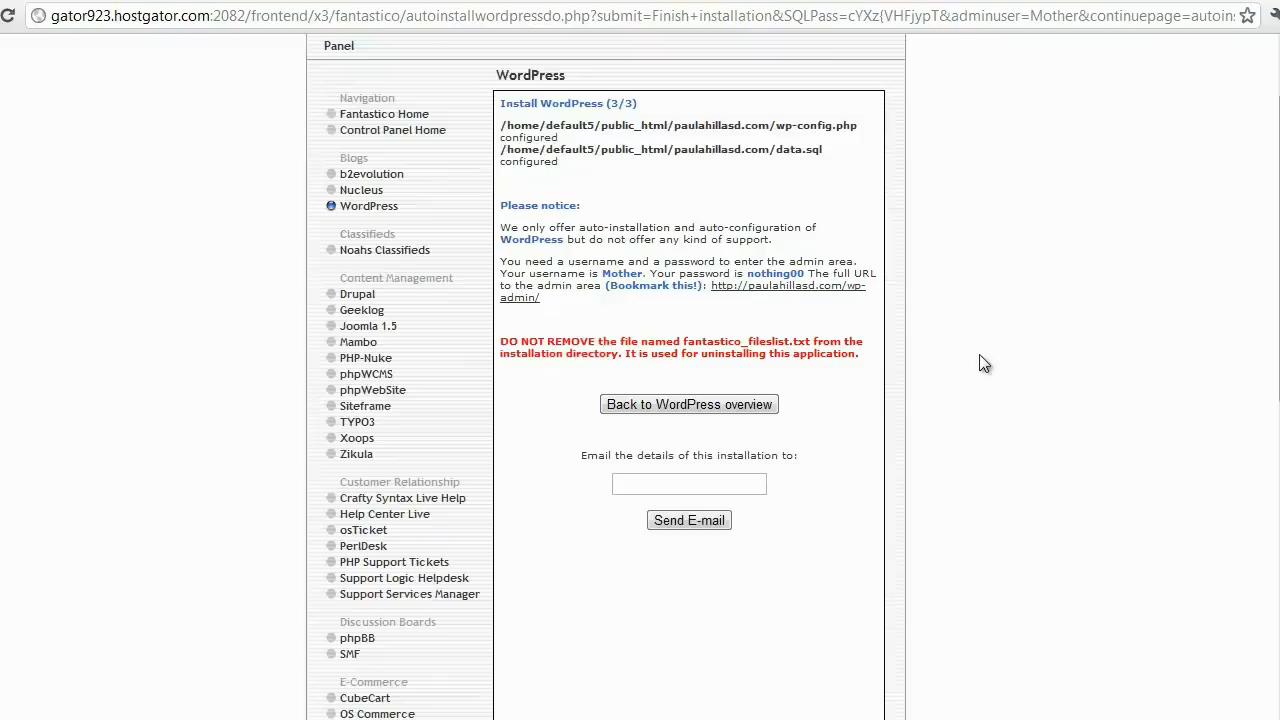 gator923.hostgator.com:2082/frontend/x3/fantastico/autoinstallwordpressdo.php?submit=Finish+installation&SQLPass=cYXz{VHFjypT&adminuser=Mother&continuepage=autoins
Panel
WordPress
Navigation
Fantastico Home
Control Panel Home
Blogs
b2evolution
Nucleus
WordPress
Classifieds
Noahs Classifieds
Content Management
Drupal
Geeklog
Joomla 1.5
Mambo
PHP-Nuke
phpWCMS
phpWebSite
Siteframe
TYPO3
Xoops
Zikula
Customer Relationship
Crafty Syntax Live Help
Help Center Live
osTicket
PerlDesk
PHP Support Tickets
Support Logic Helpdesk
Support Services Manager
Discussion Boards
phpBB
SMF
E-Commerce
CubeCart
OS Commerce
Install WordPress (3/3)
/home/default5/public_html/paulahillasd.com/wp-config.php
configured
/home/default5/public_html/paulahillasd.com/data.sql
configured
Please notice:
We only offer auto-installation and auto-configuration of
WordPress but do not offer any kind of support.
You need a username and a password to enter the admin area.
Your username is Mother. Your password is nothing00 The full URL
to the admin area (Bookmark this!): http://paulahillasd.com/wp-
admin/
DO NOT REMOVE the file named fantastico_fileslist.txt from the
installation directory. It is used for uninstalling this application.
Back to WordPress overview
Email the details of this installation to:
Send E-mail